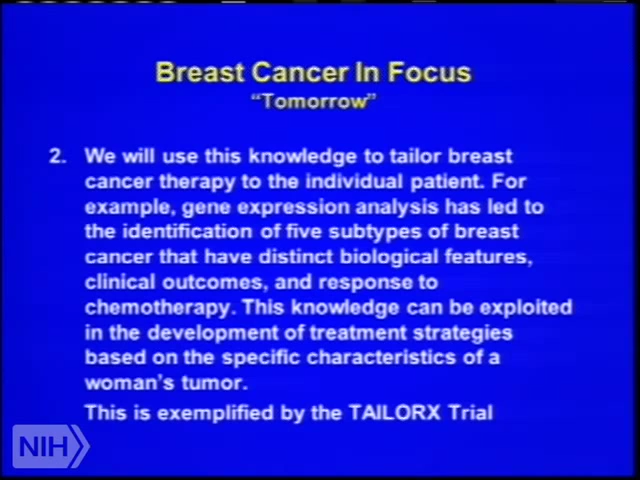 Breast Cancer In Focus
“Tomorrow”
2. We will use this knowledge to tailor breast
cancer therapy to the individual patient. For
example, gene expression analysis has led to
the identification of five subtypes of breast
cancer that have distinct biological features,
clinical outcomes, and response to
chemotherapy. This knowledge can be exploited
in the development of treatment strategies
based on the specific characteristics of a
woman’s tumor.
This is exemplified by the TAILORX Trial
NIH